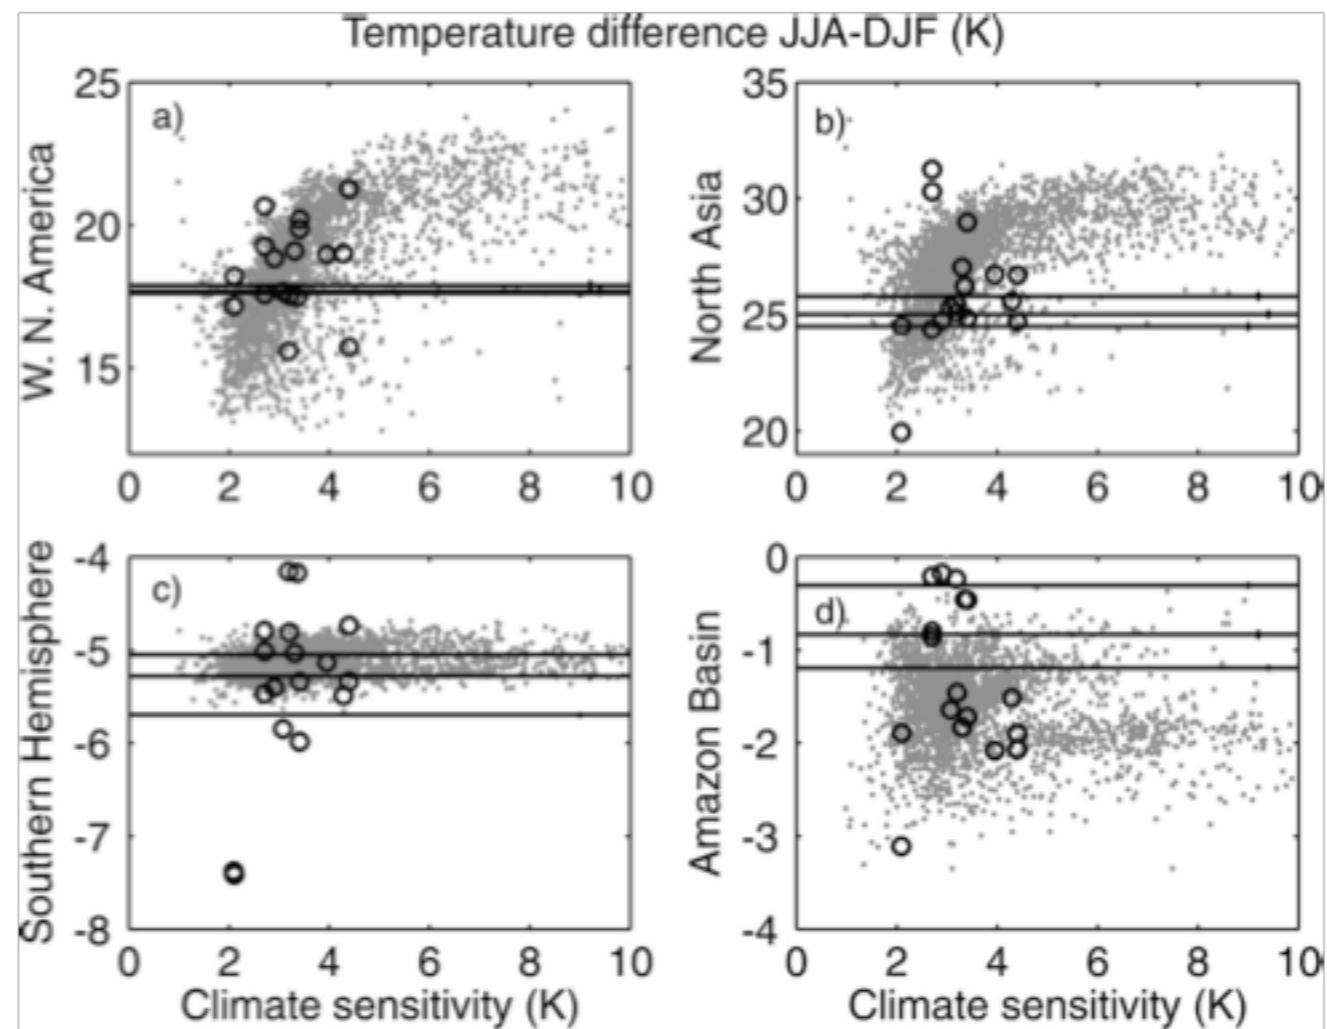 Temperature difference JJA-DJF (K)
W. N. America
25
20
15
a)
0 2 4 6 8 10
North Asia
35
30
25
20
b)
0 2 4 6 8 10
Southern Hemisphere
-4
-5
-6
-7
-8
c)
0 2 4 6 8 10
Climate sensitivity (K)
Amazon Basin
0
-1
-2
-3
-4
d)
0 2 4 6 8 10
Climate sensitivity (K)